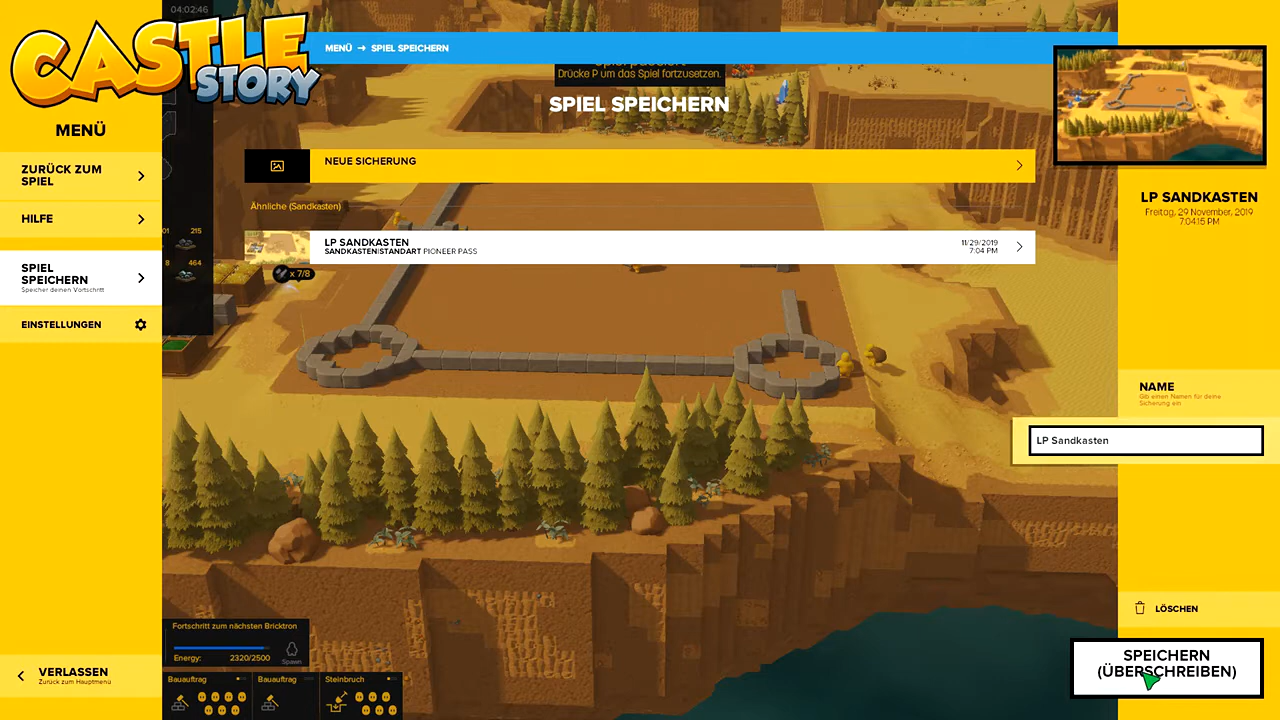 04:02:46
CASTLE
STORY
MENÜ → SPIEL SPEICHERN
Drücke P um das Spiel fortzusetzen.
SPIEL SPEICHERN
MENÜ
ZURÜCK ZUM
SPIEL
HILFE
SPIEL
SPEICHERN
Speicher deinen Vortschritt
EINSTELLUNGEN
VERLASSEN
Zurück zum Hauptmenü
NEUE SICHERUNG
Ähnliche (Sandkasten)
LP SANDKASTEN
SANDKASTEN:STANDART PIONEER PASS
11/29/2019
7:04 PM
01 215
8 464
x 7/8
Fortschritt zum nächsten Bricktron
Energy: 2320/2500
Spawn
Bauauftrag
Bauauftrag
Steinbruch
LP SANDKASTEN
Freitag, 29 November, 2019
7:04:15 PM
NAME
Gib einen Namen für deine
Sicherung ein
LP Sandkasten
LÖSCHEN
SPEICHERN
(ÜBERSCHREIBEN)